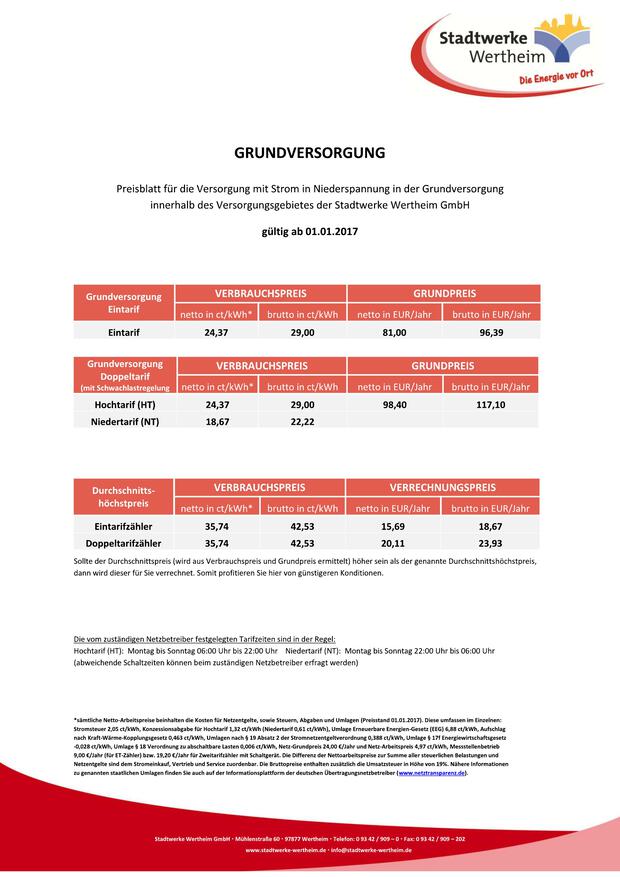 Stadtwerke
Wertheim
Die Energie vor Ort
GRUNDVERSORGUNG
Preisblatt für die Versorgung mit Strom in Niederspannung in der Grundversorgung
innerhalb des Versorgungsgebietes der Stadtwerke Wertheim GmbH
gültig ab 01.01.2017
Grundversorgung Eintarif VERBRAUCHSPREIS GRUNDPREIS
netto in ct/kWh* brutto in ct/kWh netto in EUR/Jahr brutto in EUR/Jahr
Eintarif 24,37 29,00 81,00 96,39
Grundversorgung Doppeltarif (mit Schwachlastregelung VERBRAUCHSPREIS GRUNDPREIS
netto in ct/kWh* brutto in ct/kWh netto in EUR/Jahr brutto in EUR/Jahr
Hochtarif (HT) 24,37 29,00 98,40 117,10
Niedertarif (NT) 18,67 22,22
Durchschnitts-höchstpreis VERBRAUCHSPREIS VERRECHNUNGSPREIS
netto in ct/kWh* brutto in ct/kWh netto in EUR/Jahr brutto in EUR/Jahr
Eintarifzähler 35,74 42,53 15,69 18,67
Doppeltarifzähler 35,74 42,53 20,11 23,93
Sollte der Durchschnittspreis (wird aus Verbrauchspreis und Grundpreis ermittelt) höher sein als der genannte Durchschnittshöchstpreis,
dann wird dieser für Sie verrechnet. Somit profitieren Sie hier von günstigeren Konditionen.
Die vom zuständigen Netzbetreiber festgelegten Tarifzeiten sind in der Regel:
Hochtarif (HT): Montag bis Sonntag 06:00 Uhr bis 22:00 Uhr Niedertarif (NT): Montag bis Sonntag 22:00 Uhr bis 06:00 Uhr
(abweichende Schaltzeiten können beim zuständigen Netzbetreiber erfragt werden)
*sämtliche Netto-Arbeitspreise beinhalten die Kosten für Netzentgelte, sowie Steuern, Abgaben und Umlagen (Preisstand 01.01.2017). Diese umfassen im Einzelnen:
Stromsteuer 2,05 ct/kWh, Konzessionsabgabe für Hochtarif 1,32 ct/kWh (Niedertarif 0,61 ct/kWh), Umlage Erneuerbare Energien-Gesetz (EEG) 6,88 ct/kWh, Aufschlag
nach Kraft-Wärme-Kopplungsgesetz 0,463 ct/kWh, Umlagen nach § 19 Absatz 2 der Stromnetzentgeltverordnung 0,388 ct/kWh, Umlage § 17f Energiewirtschaftsgesetz
-0,028 ct/kWh, Umlage § 18 Verordnung zu abschaltbare Lasten 0,006 ct/kWh, Netz-Grundpreis 24,00 €/Jahr und Netz-Arbeitspreis 4,97 ct/kWh, Messstellenbetrieb
9,00 €/Jahr (für ET-Zähler) bzw. 19,20 €/Jahr für Zweitarifzähler mit Schaltgerät. Die Differenz der Nettoarbeitspreise zur Summe aller steuerlichen Belastungen und
Netzentgelte sind dem Stromeinkauf, Vertrieb und Service zuordenbar. Die Bruttopreise enthalten zusätzlich die Umsatzsteuer in Höhe von 19%. Nähere Informationen
zu genannten staatlichen Umlagen finden Sie auch auf der Informationsplattform der deutschen Übertragungsnetzbetreiber (www.netztransparenz.de).
Stadtwerke Wertheim GmbH · Mühlenstraße 60 · 97877 Wertheim · Telefon: 0 93 42 / 909 – 0 · Fax: 0 93 42 / 909 – 202
www.stadtwerke-wertheim.de · info@stadtwerke-wertheim.de